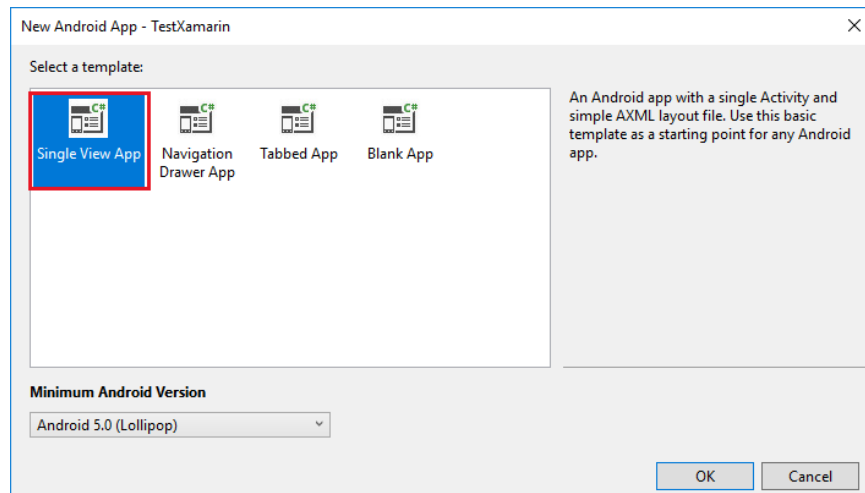 New Android App - TestXamarin
Select a template:
C# C# C# C#
Single View App
Navigation
Drawer App
Tabbed App
Blank App
An Android app with a single Activity and
simple AXML layout file. Use this basic
template as a starting point for any Android
app.
Minimum Android Version
Android 5.0 (Lollipop)
OK
Cancel